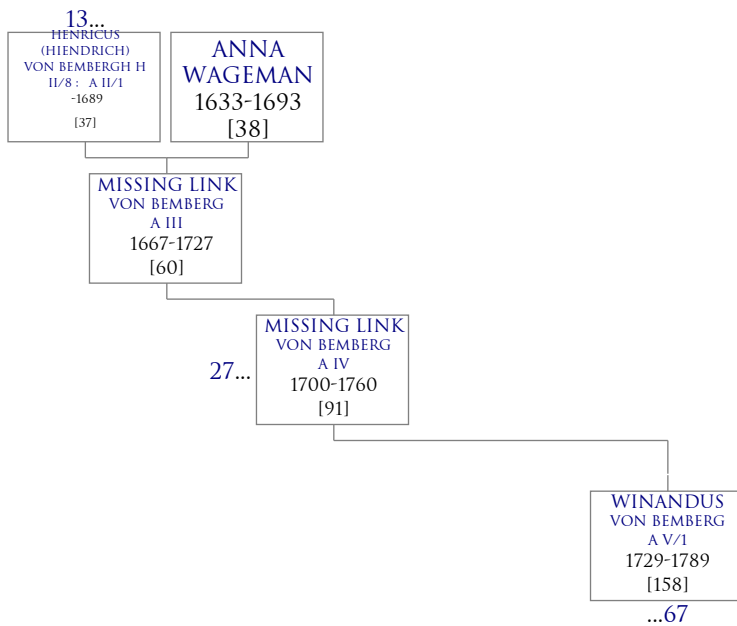 13...
HENRICUS
(HIENDRICH)
VON BEMBERGH H
II/8 : A II/1
-1689
[37]
ANNA
WAGEMAN
1633-1693
[38]
MISSING LINK
VON BEMBERG
A III
1667-1727
[60]
27...
MISSING LINK
VON BEMBERG
A IV
1700-1760
[91]
WINANDUS
VON BEMBERG
A V/1
1729-1789
[158]
...67